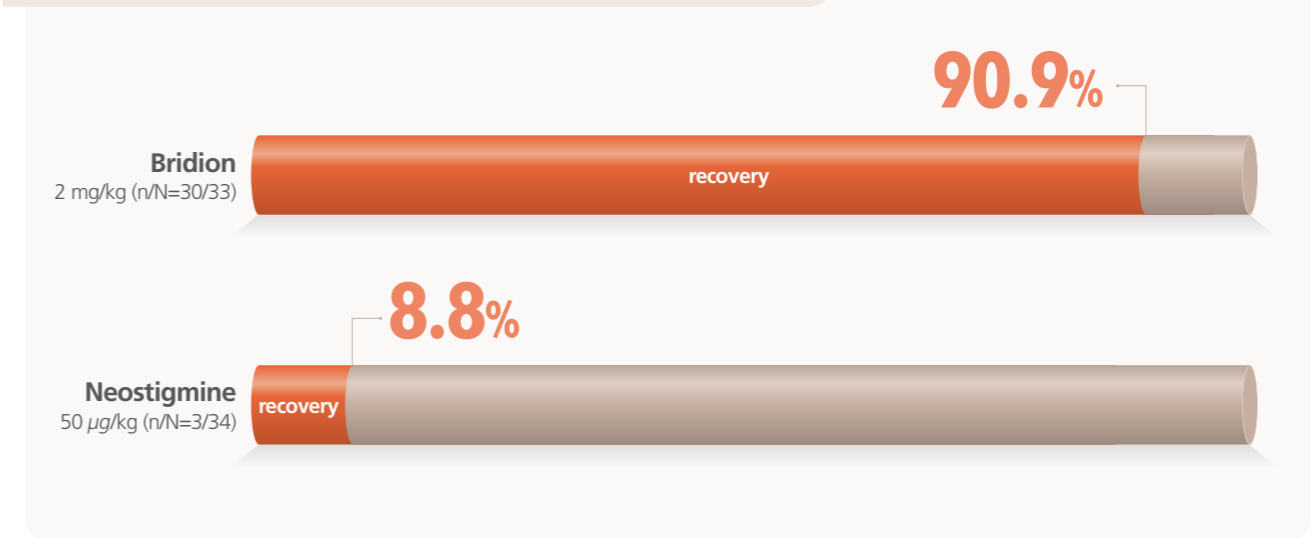 90.9%
Bridion
2 mg/kg (n/N=30/33)
recovery
8.8%
Neostigmine
50 μg/kg (n/N=3/34)
recovery